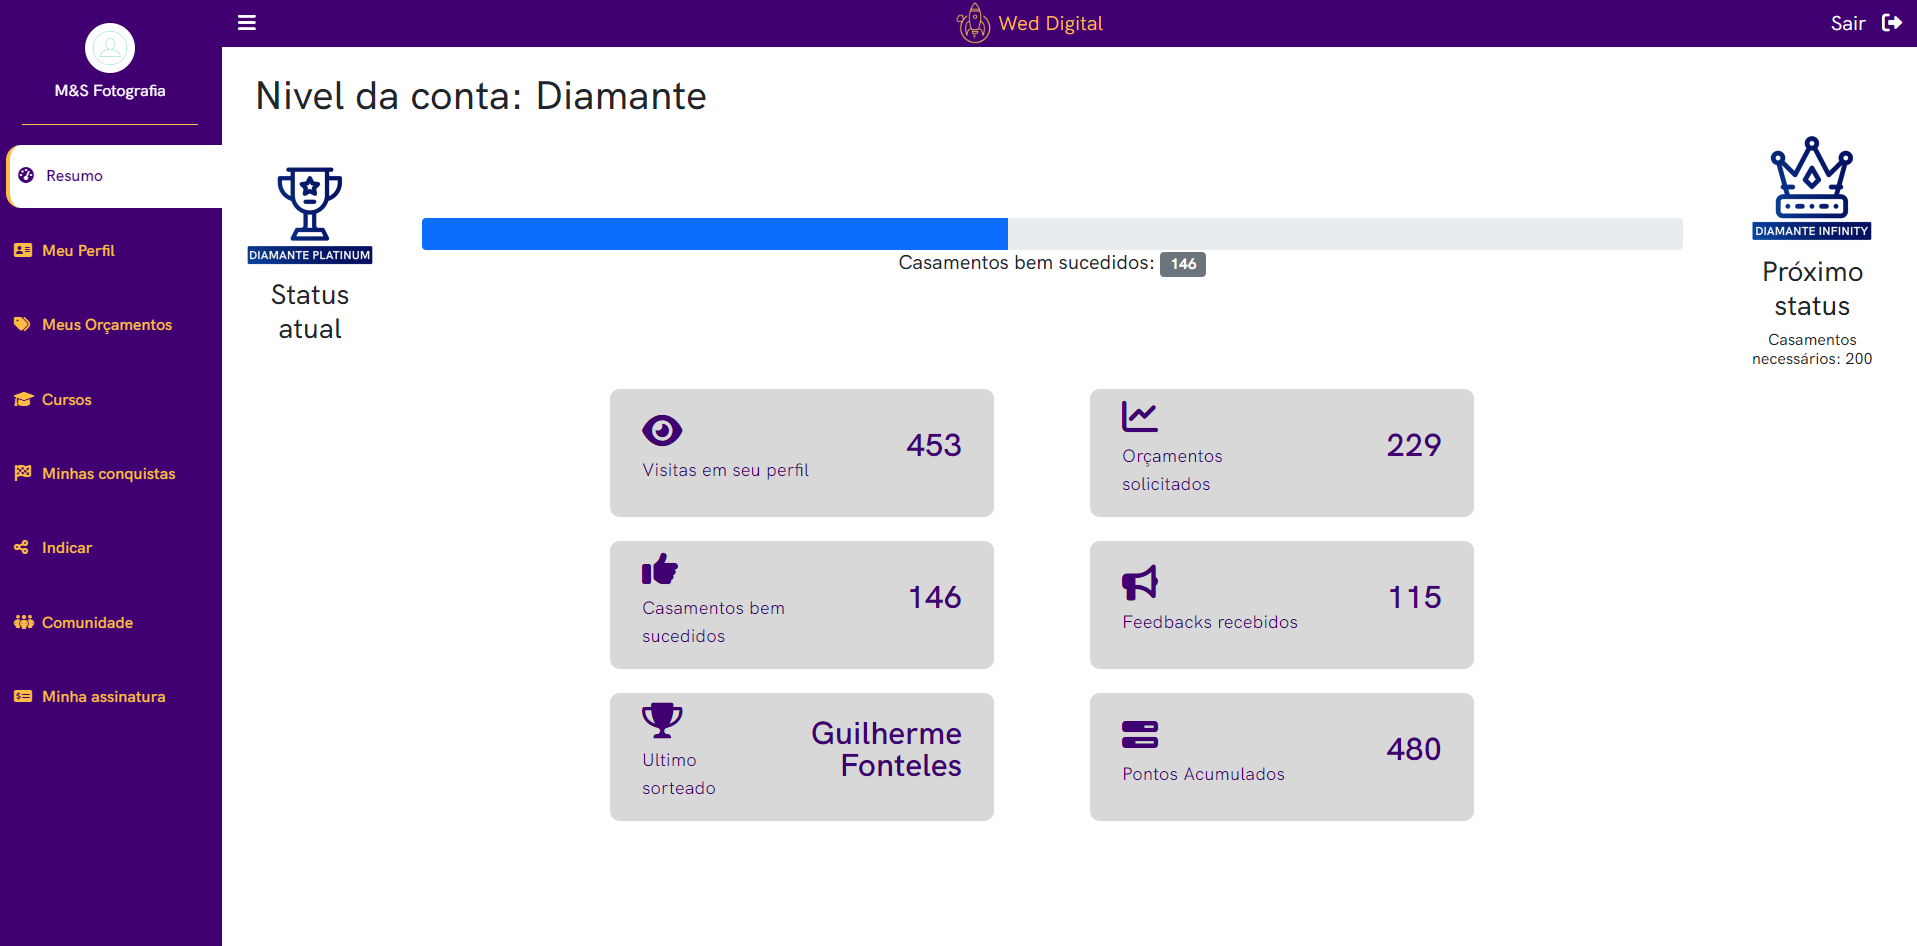 M&S Fotografia
Resumo
Meu Perfil
Meus Orçamentos
Cursos
Minhas conquistas
Indicar
Comunidade
Minha assinatura
Wed Digital
Sair
Nivel da conta: Diamante
DIAMANTE PLATINUM
Status
atual
Casamentos bem sucedidos: 146
DIAMANTE INFINITY
Próximo
status
Casamentos
necessários: 200
Visitas em seu perfil
453
Orçamentos
solicitados
229
Casamentos bem
sucedidos
146
Feedbacks recebidos
115
Ultimo
sorteado
Guilherme
Fonteles
Pontos Acumulados
480